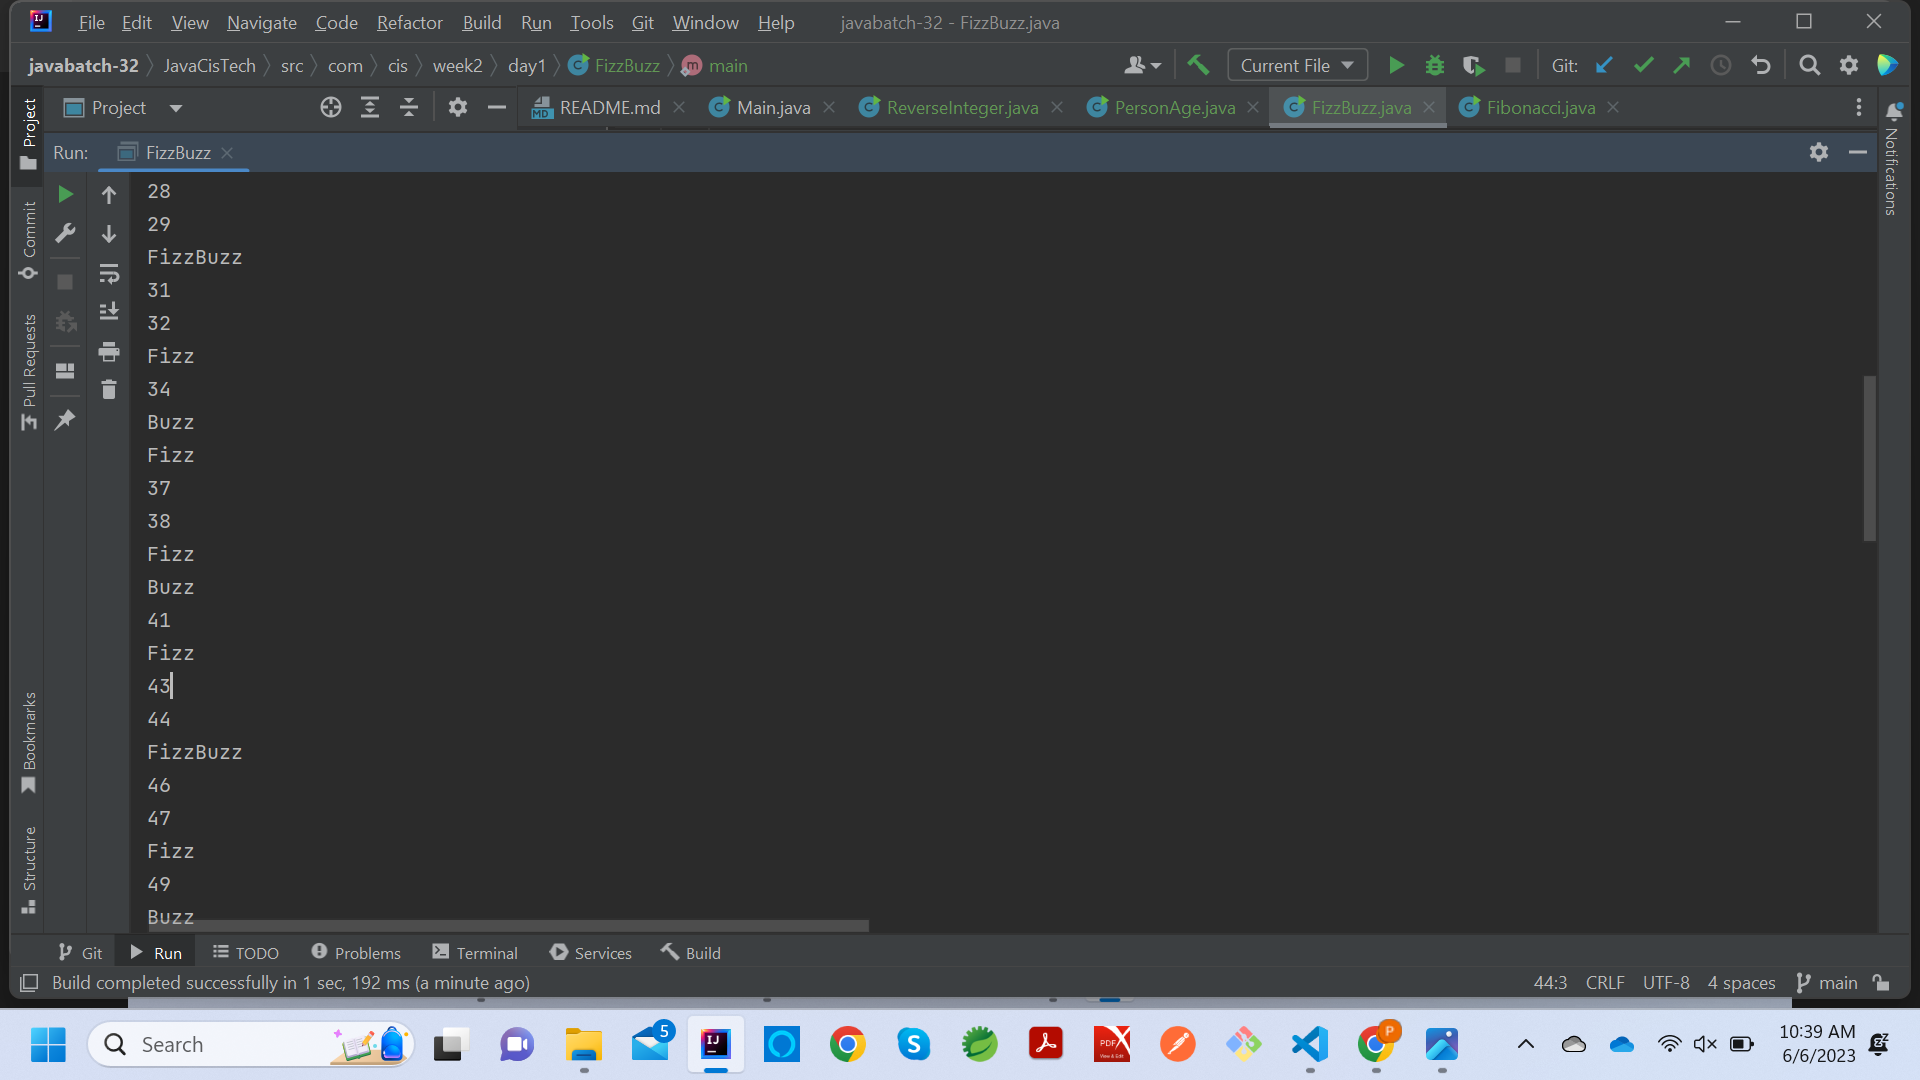 File Edit View Navigate Code Refactor Build Run Tools Git Window Help javabatch-32 - FizzBuzz.java
javabatch-32 JavaCisTech src com cis week2 day1 FizzBuzz main Current File Git:
Project README.md Main.java ReverseInteger.java PersonAge.java FizzBuzz.java Fibonacci.java
Run: FizzBuzz
28
29
FizzBuzz
31
32
Fizz
34
Buzz
Fizz
37
38
Fizz
Buzz
41
Fizz
43
44
FizzBuzz
46
47
Fizz
49
Buzz
Project
Commit
Pull Requests
Bookmarks
Structure
Notifications
Git Run TODO Problems Terminal Services Build
Build completed successfully in 1 sec, 192 ms (a minute ago) 44:3 CRLF UTF-8 4 spaces main
Search 5 10:39 AM
6/6/2023